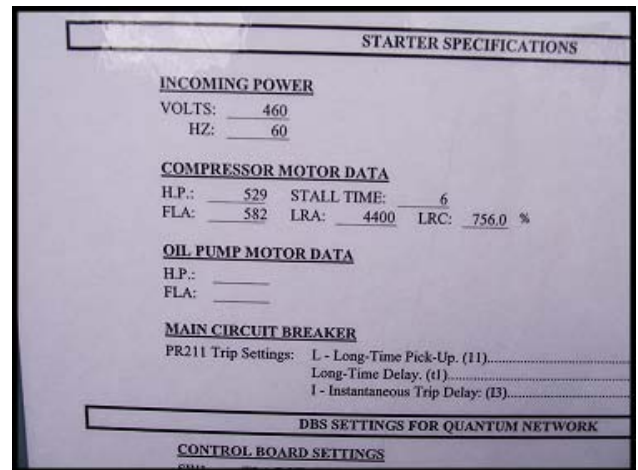 STARTER SPECIFICATIONS
INCOMING POWER
VOLTS: 460
HZ: 60
COMPRESSOR MOTOR DATA
H.P.: 529 STALL TIME: 6
FLA: 582 LRA: 4400 LRC: 756.0 %
OIL PUMP MOTOR DATA
H.P.:
FLA:
MAIN CIRCUIT BREAKER
PR211 Trip Settings: L - Long-Time Pick-Up. (11)
Long-Time Delay. (t1)
I - Instantaneous Trip Delay: (I3)
DBS SETTINGS FOR QUANTUM NETWORK
CONTROL BOARD SETTINGS